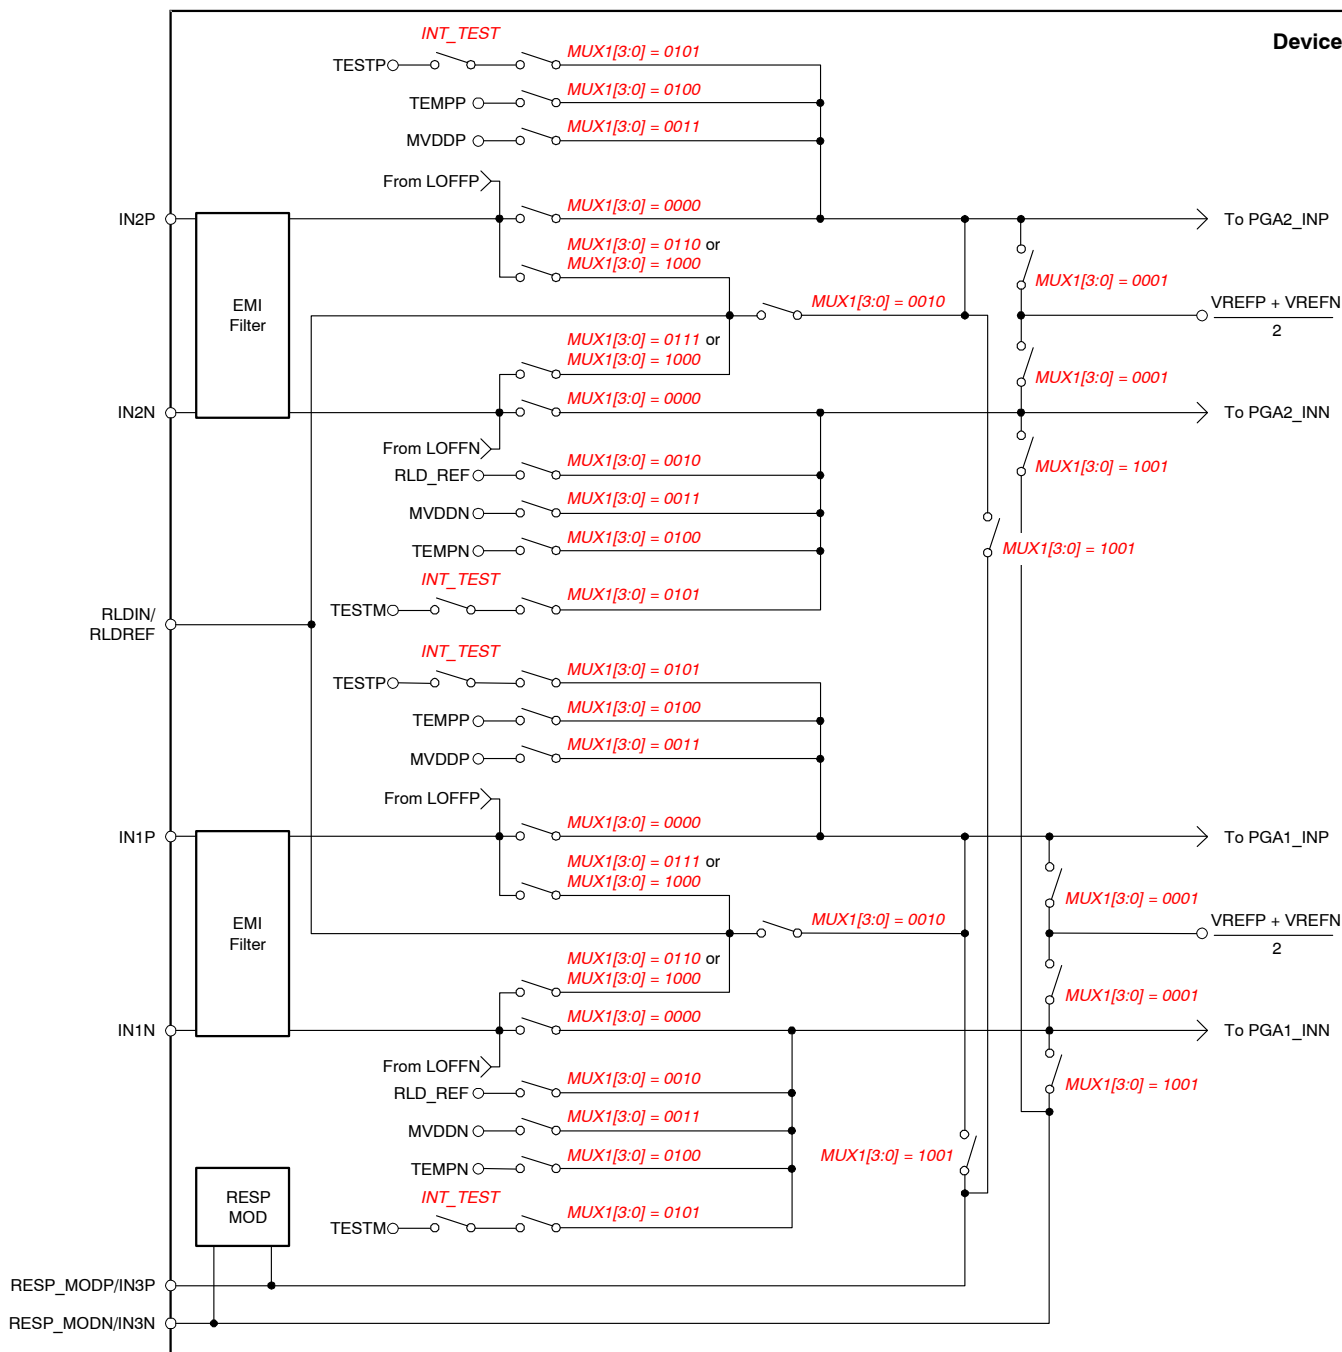 Device
INT_TEST
TESTP
MUX1[3:0] = 0101
TEMPP
MUX1[3:0] = 0100
MVDDP
MUX1[3:0] = 0011
From LOFFP
IN2P
MUX1[3:0] = 0000
To PGA2_INP
MUX1[3:0] = 0110 or
MUX1[3:0] = 1000
MUX1[3:0] = 0001
EMI
Filter
MUX1[3:0] = 0010
VREFP + VREFN
2
MUX1[3:0] = 0111 or
MUX1[3:0] = 1000
MUX1[3:0] = 0001
IN2N
MUX1[3:0] = 0000
To PGA2_INN
From LOFFN
RLD_REF
MUX1[3:0] = 0010
MUX1[3:0] = 1001
MVDDN
MUX1[3:0] = 0011
TEMPN
MUX1[3:0] = 0100
MUX1[3:0] = 1001
INT_TEST
TESTM
MUX1[3:0] = 0101
RLDIN/
RLDREF
INT_TEST
TESTP
MUX1[3:0] = 0101
TEMPP
MUX1[3:0] = 0100
MVDDP
MUX1[3:0] = 0011
From LOFFP
IN1P
MUX1[3:0] = 0000
To PGA1_INP
MUX1[3:0] = 0111 or
MUX1[3:0] = 1000
MUX1[3:0] = 0001
EMI
Filter
MUX1[3:0] = 0010
VREFP + VREFN
2
MUX1[3:0] = 0110 or
MUX1[3:0] = 1000
MUX1[3:0] = 0001
IN1N
MUX1[3:0] = 0000
To PGA1_INN
From LOFFN
RLD_REF
MUX1[3:0] = 0010
MUX1[3:0] = 1001
MVDDN
MUX1[3:0] = 0011
TEMPN
MUX1[3:0] = 0100
MUX1[3:0] = 1001
RESP
MOD
INT_TEST
TESTM
MUX1[3:0] = 0101
RESP_MODP/IN3P
RESP_MODN/IN3N